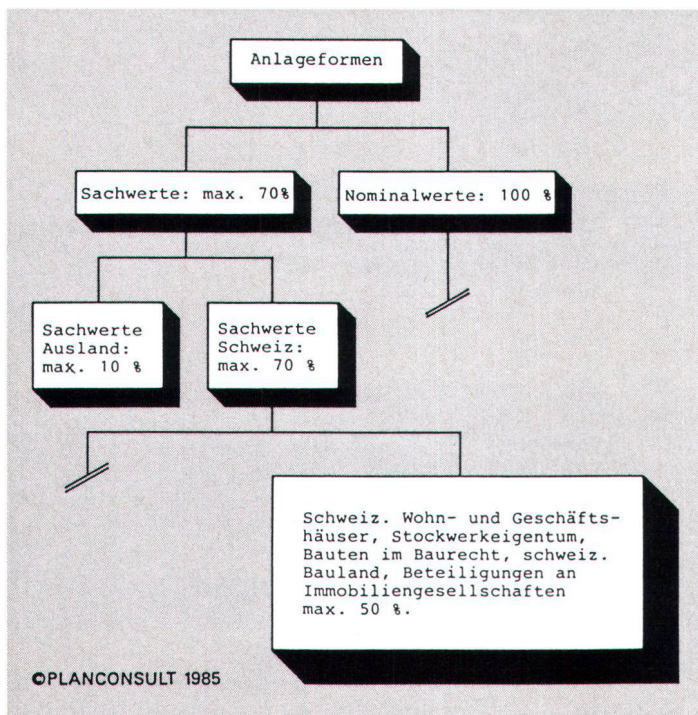 Anlageformen
Sachwerte: max. 70%
Nominalwerte: 100 %
Sachwerte
Ausland:
max. 10 %
Sachwerte
Schweiz:
max. 70 %
Schweiz. Wohn- und Geschäfts-
häuser, Stockwerkeigentum,
Bauten im Baurecht, schweiz.
Bauland, Beteiligungen an
Immobiliengesellschaften
max. 50 %.
©PLANCONSULT 1985